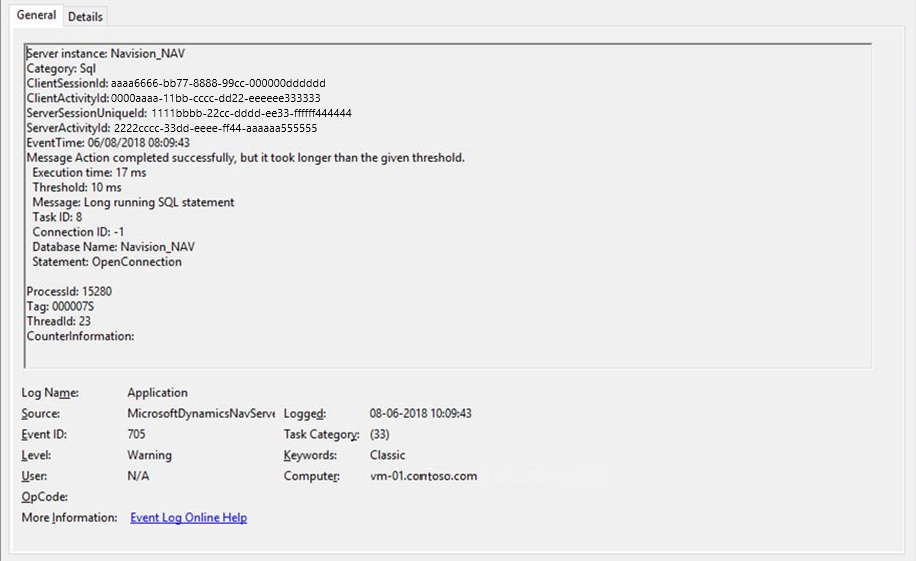 General Details
Server instance: Navision_NAV
Category: Sql
ClientSessionId: aaaa6666-bb77-8888-99cc-000000dddddd
ClientActivityId: 0000aaaa-11bb-cccc-dd22-eeeeee333333
ServerSessionUniqueId: 1111bbbb-22cc-dddd-ee33-ffffff444444
ServerActivityId: 2222cccc-33dd-eeee-ff44-aaaaaa555555
EventTime: 06/08/2018 08:09:43
Message Action completed successfully, but it took longer than the given threshold.
Execution time: 17 ms
Threshold: 10 ms
Message: Long running SQL statement
Task ID: 8
Connection ID: -1
Database Name: Navision_NAV
Statement: OpenConnection
ProcessId: 15280
Tag: 000007S
ThreadId: 23
CounterInformation:
Log Name: Application
Source: MicrosoftDynamicsNavServe Logged: 08-06-2018 10:09:43
Event ID: 705 Task Category: (33)
Level: Warning Keywords: Classic
User: N/A Computer: vm-01.contoso.com
OpCode:
More Information: Event Log Online Help